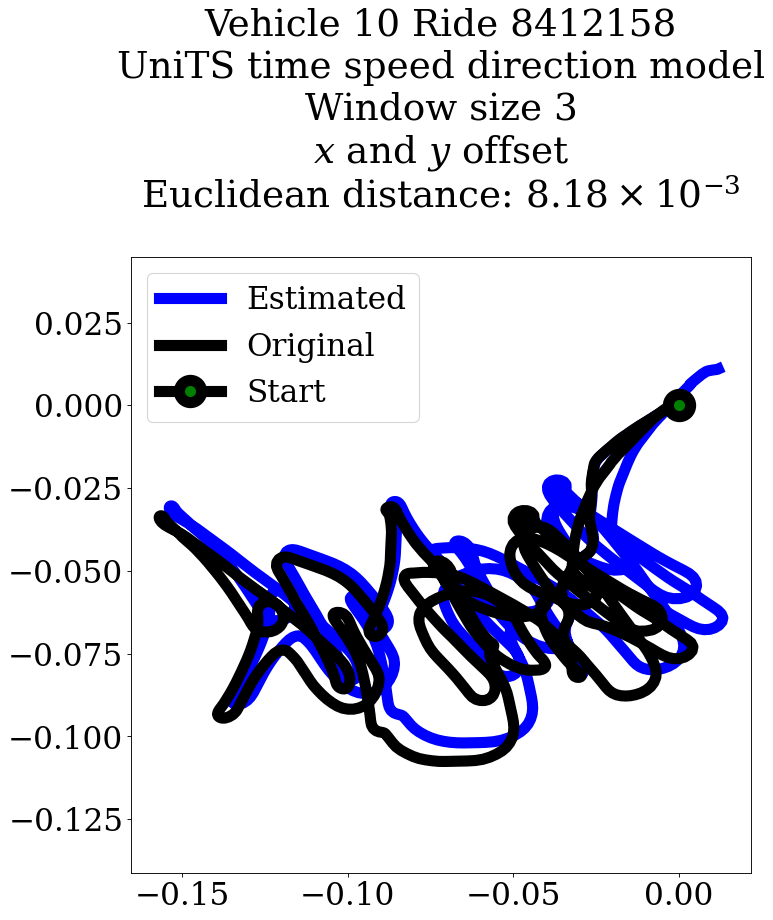 Vehicle 10 Ride 8412158
UniTS time speed direction model
Window size 3
x and y offset
Euclidean distance: 8.18 × 10⁻³
Estimated
Original
Start
0.025
0.000
−0.025
−0.050
−0.075
−0.100
−0.125
−0.15 −0.10 −0.05 0.00